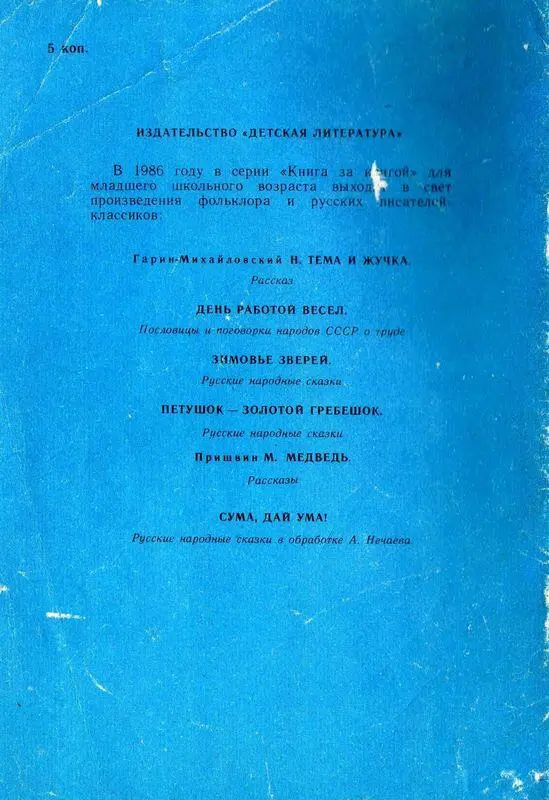 5 коп.
ИЗДАТЕЛЬСТВО «ДЕТСКАЯ ЛИТЕРАТУРА»
В 1986 году в серии «Книга за книгой» для
младшего школьного возраста выходят в свет
произведения фольклора и русских писателей-
классиков:
Гарин-Михайловский Н. ТЕМА И ЖУЧКА.
Рассказ
ДЕНЬ РАБОТОЙ ВЕСЕЛ.
Пословицы и поговорки народов СССР о труде
ЗИМОВЬЕ ЗВЕРЕЙ.
Русские народные сказки
ПЕТУШОК — ЗОЛОТОЙ ГРЕБЕШОК.
Русские народные сказки
Пришвин М. МЕДВЕДЬ.
Рассказы
СУМА, ДАЙ УМА!
Русские народные сказки в обработке А. Нечаева